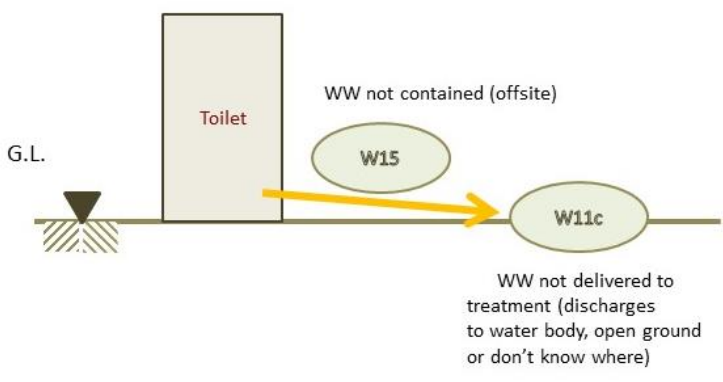 WW not contained (offsite)
Toilet
G.L.
W15
W11c
WW not delivered to
treatment (discharges
to water body, open ground
or don't know where)